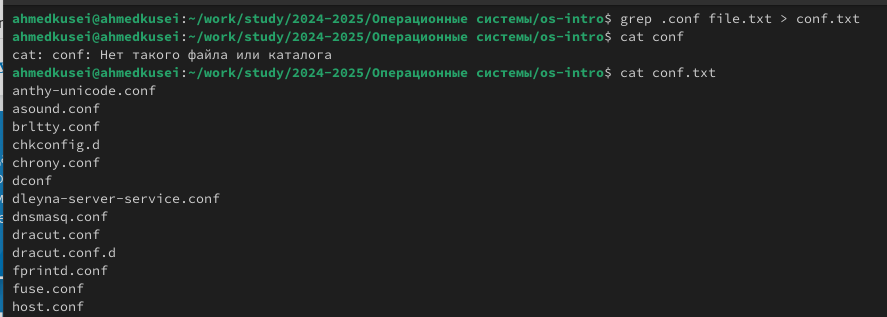 ahmedkusei@ahmedkusei:~/work/study/2024-2025/Операционные системы/os-intro$ grep .conf file.txt > conf.txt
ahmedkusei@ahmedkusei:~/work/study/2024-2025/Операционные системы/os-intro$ cat conf
cat: conf: Нет такого файла или каталога
ahmedkusei@ahmedkusei:~/work/study/2024-2025/Операционные системы/os-intro$ cat conf.txt
anthy-unicode.conf
asound.conf
brltty.conf
chkconfig.d
chrony.conf
dconf
dleyna-server-service.conf
dnsmasq.conf
dracut.conf
dracut.conf.d
fprintd.conf
fuse.conf
host.conf